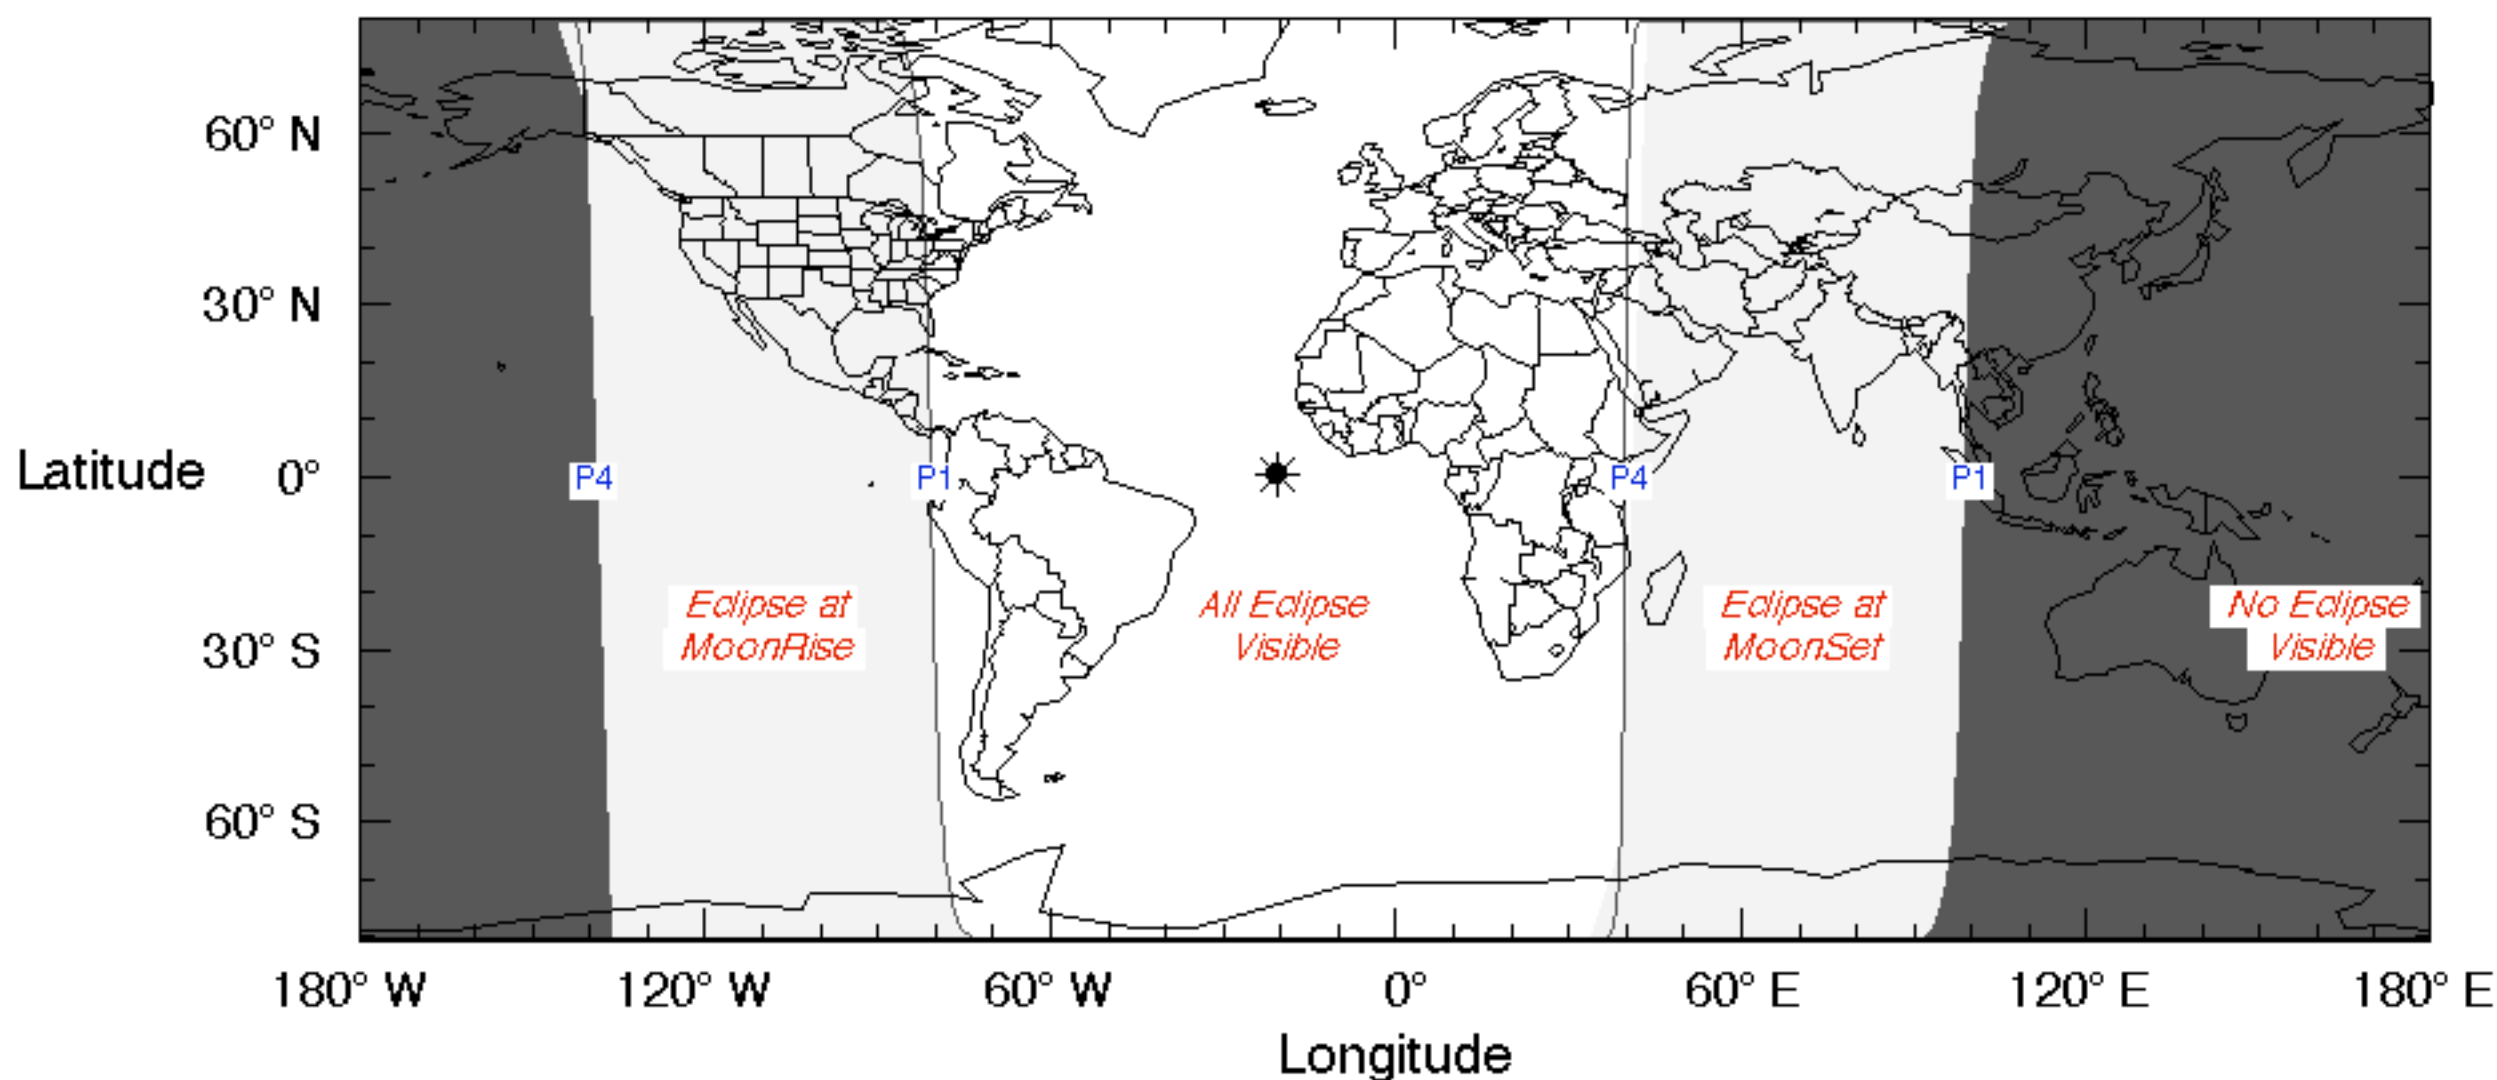 60° N
30° N
Latitude 0°
P4 P1 P4 P1
Eclipse at
MoonRise
All Eclipse
Visible
Eclipse at
MoonSet
No Eclipse
Visible
30° S
60° S
180° W 120° W 60° W 0° 60° E 120° E 180° E
Longitude